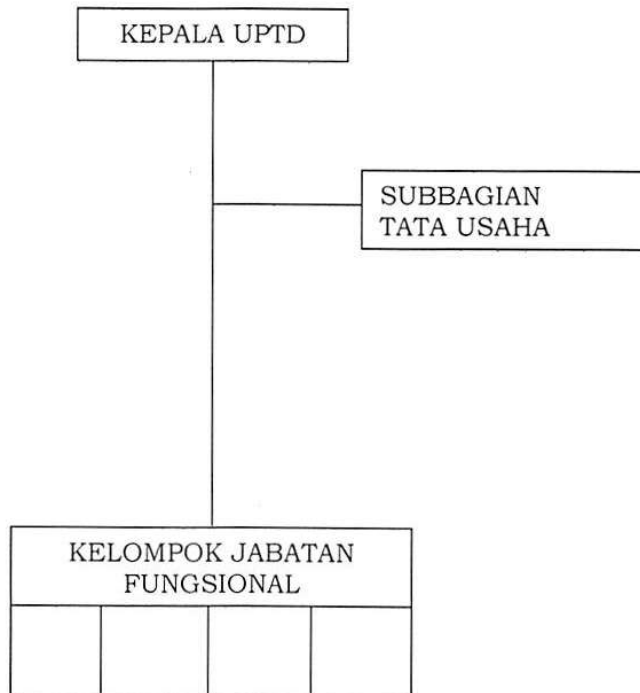 KEPALA UPTD
SUBBAGIAN
TATA USAHA
KELOMPOK JABATAN
FUNGSIONAL